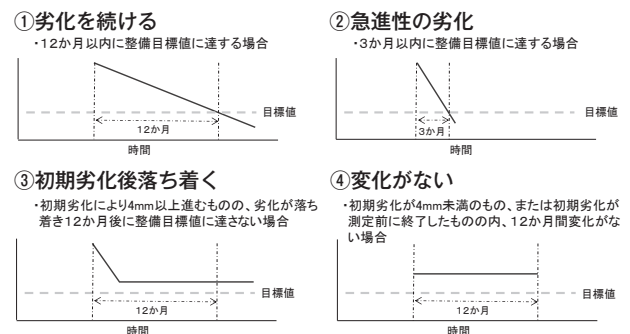 ①劣化を続ける
・12か月以内に整備目標値に達する場合
目標値
12か月
時間
②急進性の劣化
・3か月以内に整備目標値に達する場合
目標値
3か月
時間
③初期劣化後落ち着く
・初期劣化により4mm以上進むものの、劣化が落ち
着き12か月後に整備目標値に達さない場合
目標値
12か月
時間
④変化がない
・初期劣化が4mm未満のもの、または初期劣化が
測定前に終了したものの内、12か月間変化がな
い場合
目標値
12か月
時間